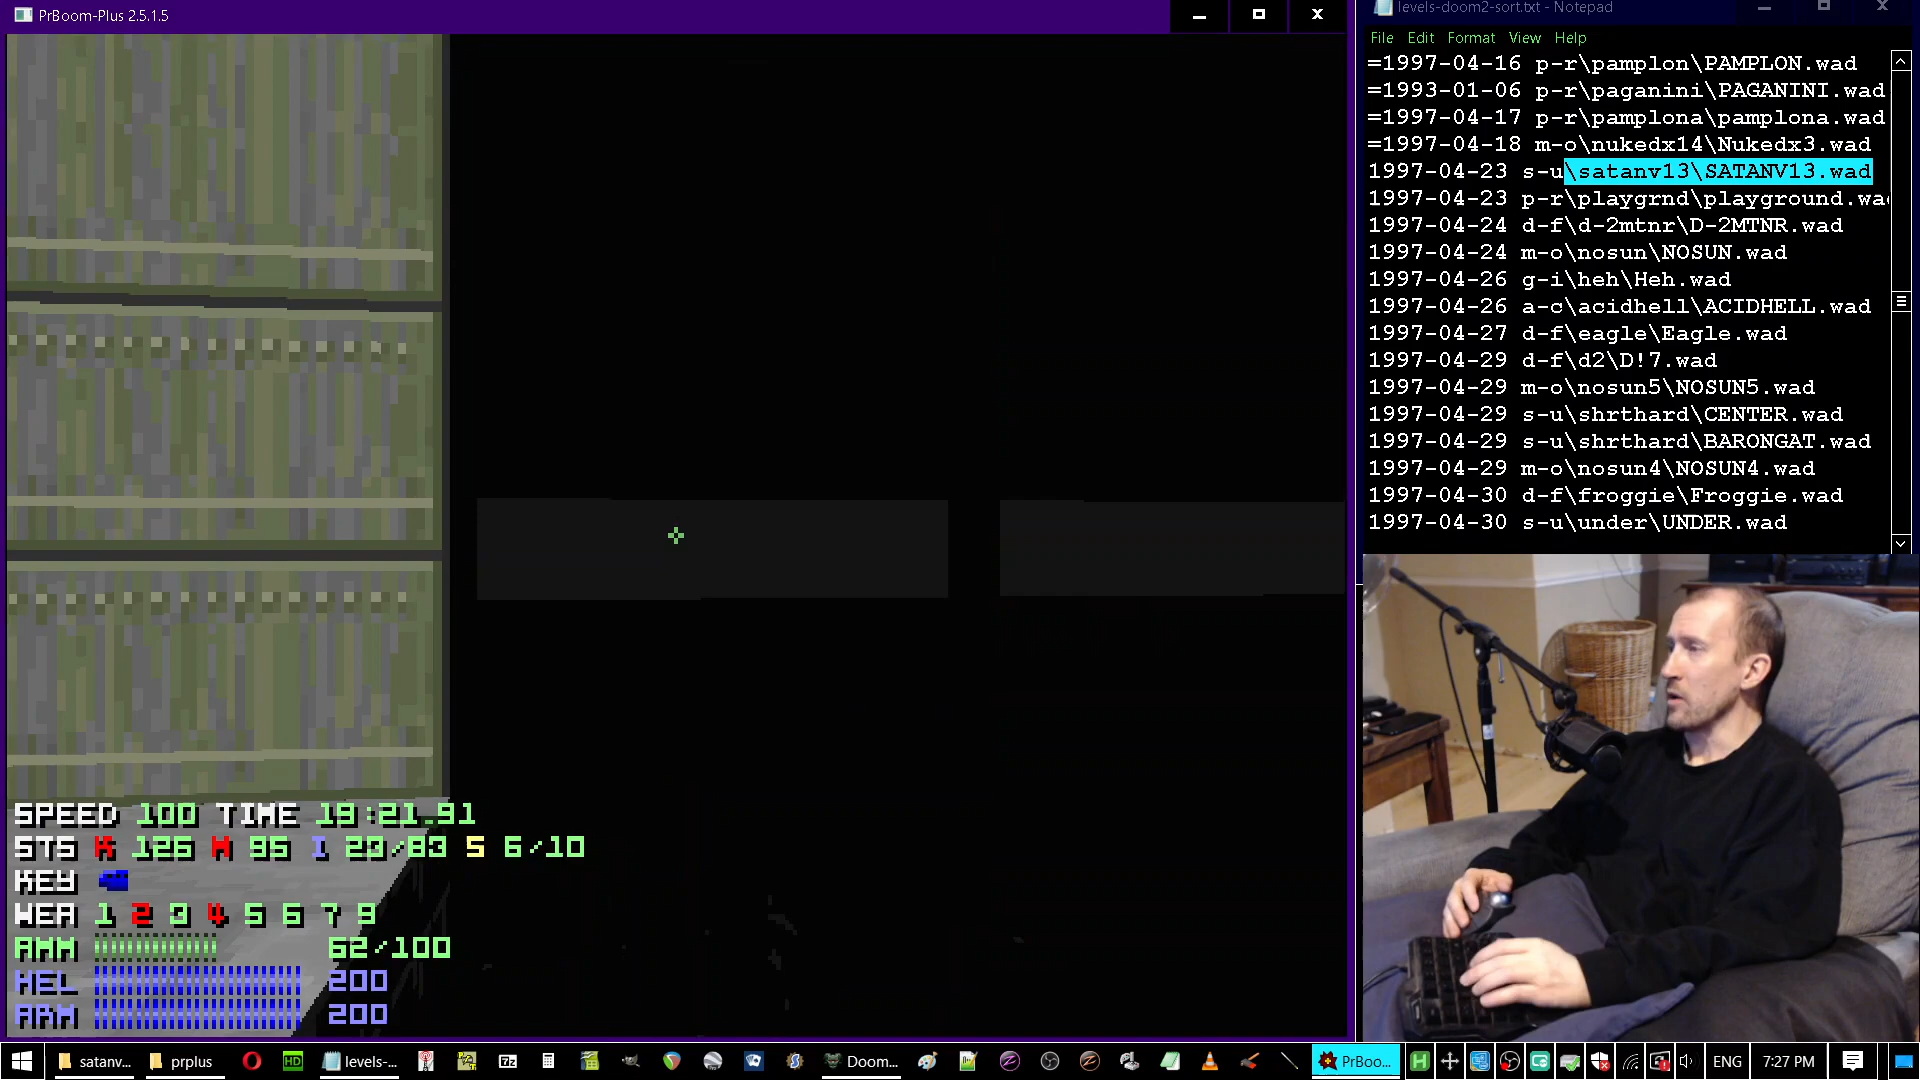 PrBoom-Plus 2.5.1.5
levels-doom2-sort.txt - Notepad
File Edit Format View Help
=1997-04-16 p-r\pamplon\PAMPLON.wad
=1993-01-06 p-r\paganini\PAGANINI.wad
=1997-04-17 p-r\pamplona\pamplona.wad
=1997-04-18 m-o\nukedx14\Nukedx3.wad
1997-04-23 s-u\satanv13\SATANV13.wad
1997-04-23 p-r\playgrnd\playground.wad
1997-04-24 d-f\d-2mtnr\D-2MTNR.wad
1997-04-24 m-o\nosun\NOSUN.wad
1997-04-26 g-i\heh\Heh.wad
1997-04-26 a-c\acidhell\ACIDHELL.wad
1997-04-27 d-f\eagle\Eagle.wad
1997-04-29 d-f\d2\D!7.wad
1997-04-29 m-o\nosun5\NOSUN5.wad
1997-04-29 s-u\shrthard\CENTER.wad
1997-04-29 s-u\shrthard\BARONGAT.wad
1997-04-29 m-o\nosun4\NOSUN4.wad
1997-04-30 d-f\froggie\Froggie.wad
1997-04-30 s-u\under\UNDER.wad
SPEED 100 TIME 19:21.91
STS K 126 M 95 I 29/83 S 6/10
KEY
WEA 1 2 3 4 5 6 7 9
AMM 62/100
HEL 200
ARM 200
satanv... prplus HD levels-... 7z Doom... PrBoo... ENG 7:27 PM